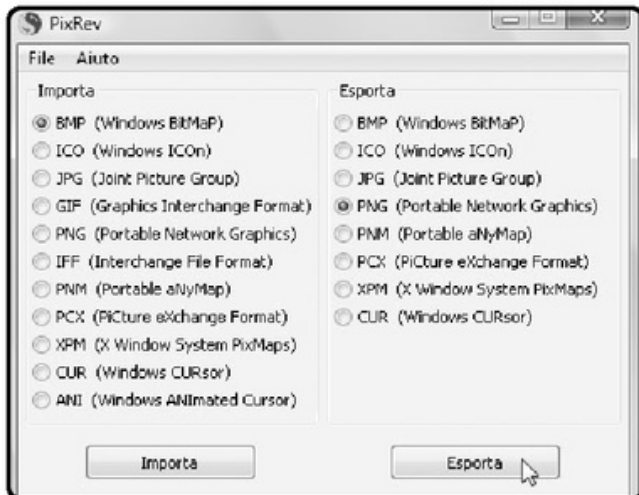 PixRev
File Aiuto
Importa
BMP (Windows BitMaP)
ICO (Windows ICOn)
JPG (Joint Picture Group)
GIF (Graphics Interchange Format)
PNG (Portable Network Graphics)
IFF (Interchange File Format)
PNM (Portable aNyMap)
PCX (PiCture eXchange Format)
XPM (X Window System PixMaps)
CUR (Windows CURsor)
ANI (Windows ANImated Cursor)
Importa
Esporta
BMP (Windows BitMaP)
ICO (Windows ICOn)
JPG (Joint Picture Group)
PNG (Portable Network Graphics)
PNM (Portable aNyMap)
PCX (PiCture eXchange Format)
XPM (X Window System PixMaps)
CUR (Windows CURsor)
Esporta